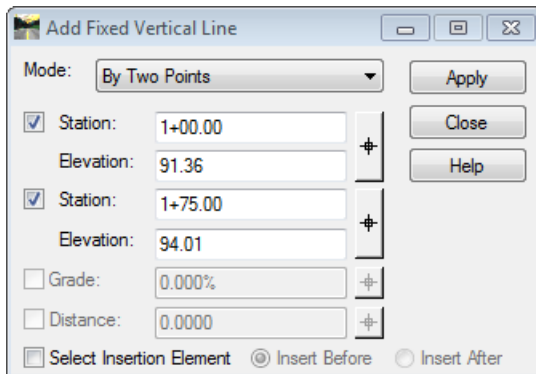 Add Fixed Vertical Line
Mode: By Two Points Apply
Station: 1+00.00 Close
Elevation: 91.36 Help
Station: 1+75.00
Elevation: 94.01
Grade: 0.000%
Distance: 0.0000
Select Insertion Element Insert Before Insert After